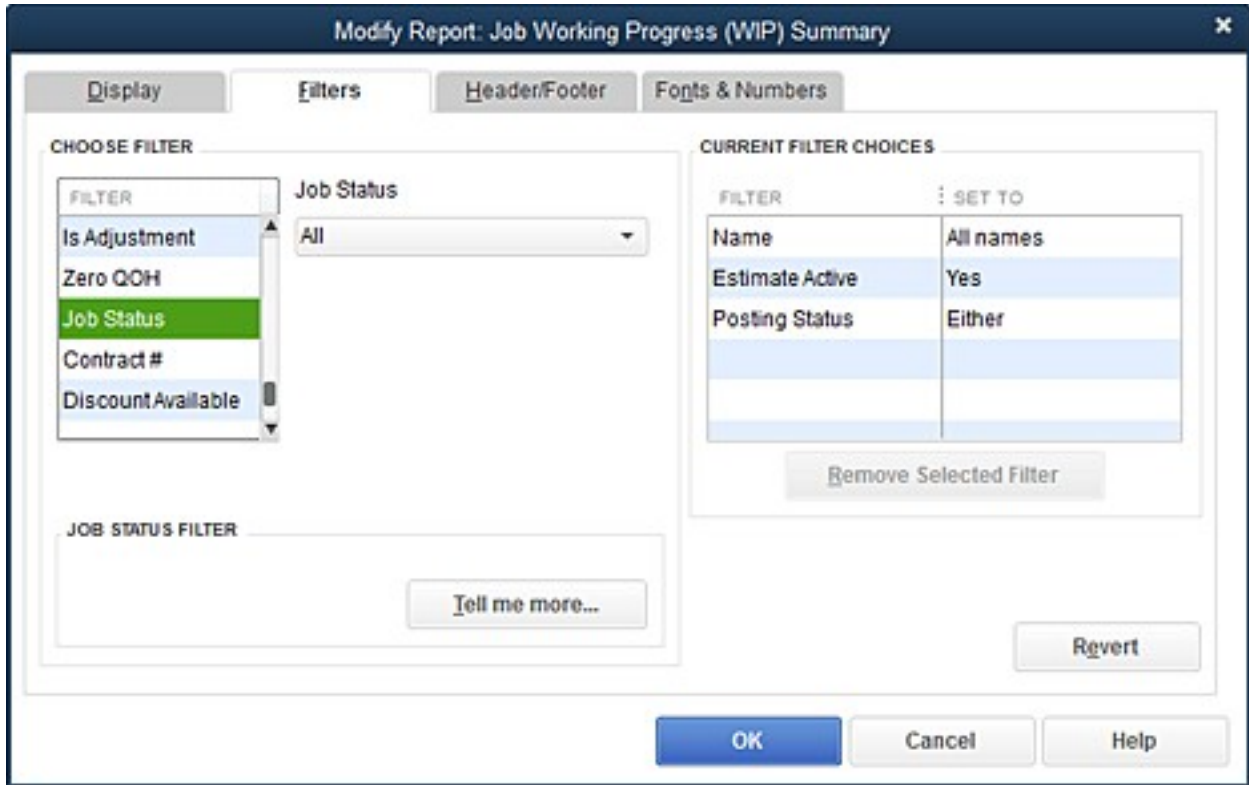 Modify Report: Job Working Progress (WIP) Summary
Display Filters Header/Footer Fonts & Numbers
CHOOSE FILTER
FILTER
Is Adjustment
Zero QOH
Job Status
Contract #
Discount Available
Job Status
All
JOB STATUS FILTER
Tell me more...
CURRENT FILTER CHOICES
FILTER SET TO
Name All names
Estimate Active Yes
Posting Status Either
Remove Selected Filter
Revert
OK Cancel Help